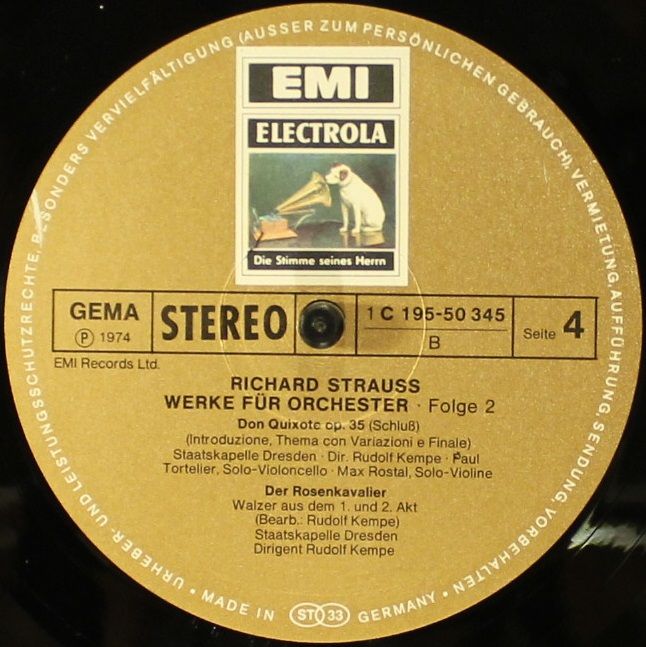 URHEBER- UND LEISTUNGSSCHUTZRECHTE, BESONDERS VERVIELFÄLTIGUNG (AUSSER ZUM PERSÖNLICHEN GEBRAUCH), VERMIETUNG, AUFFÜHRUNG, SENDUNG, VORBEHALTEN · MADE IN ST 33 GERMANY ·
EMI
ELECTROLA
Die Stimme seines Herrn
GEMA
Ⓟ 1974
STEREO
1 C 195-50 345
B
Seite 4
EMI Records Ltd.
RICHARD STRAUSS
WERKE FÜR ORCHESTER · Folge 2
Don Quixote op. 35 (Schluß)
(Introduzione, Thema con Variazioni e Finale)
Staatskapelle Dresden · Dir. Rudolf Kempe · Paul
Tortelier, Solo-Violoncello · Max Rostal, Solo-Violine
Der Rosenkavalier
Walzer aus dem 1. und 2. Akt
(Bearb.: Rudolf Kempe)
Staatskapelle Dresden
Dirigent Rudolf Kempe